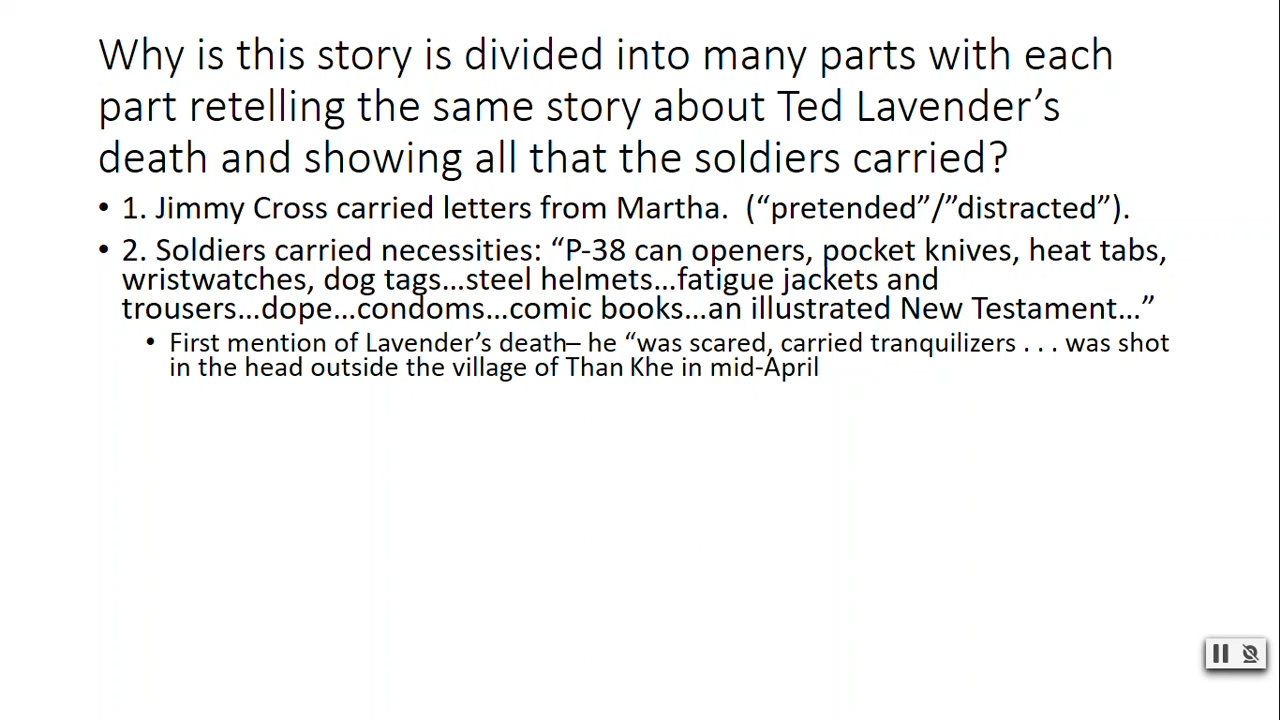 Why is this story is divided into many parts with each
part retelling the same story about Ted Lavender’s
death and showing all that the soldiers carried?
• 1. Jimmy Cross carried letters from Martha.  (“pretended”/”distracted”).
• 2. Soldiers carried necessities: “P-38 can openers, pocket knives, heat tabs,
wristwatches, dog tags…steel helmets…fatigue jackets and
trousers…dope…condoms…comic books…an illustrated New Testament…”
• First mention of Lavender’s death– he “was scared, carried tranquilizers . . . was shot
in the head outside the village of Than Khe in mid-April